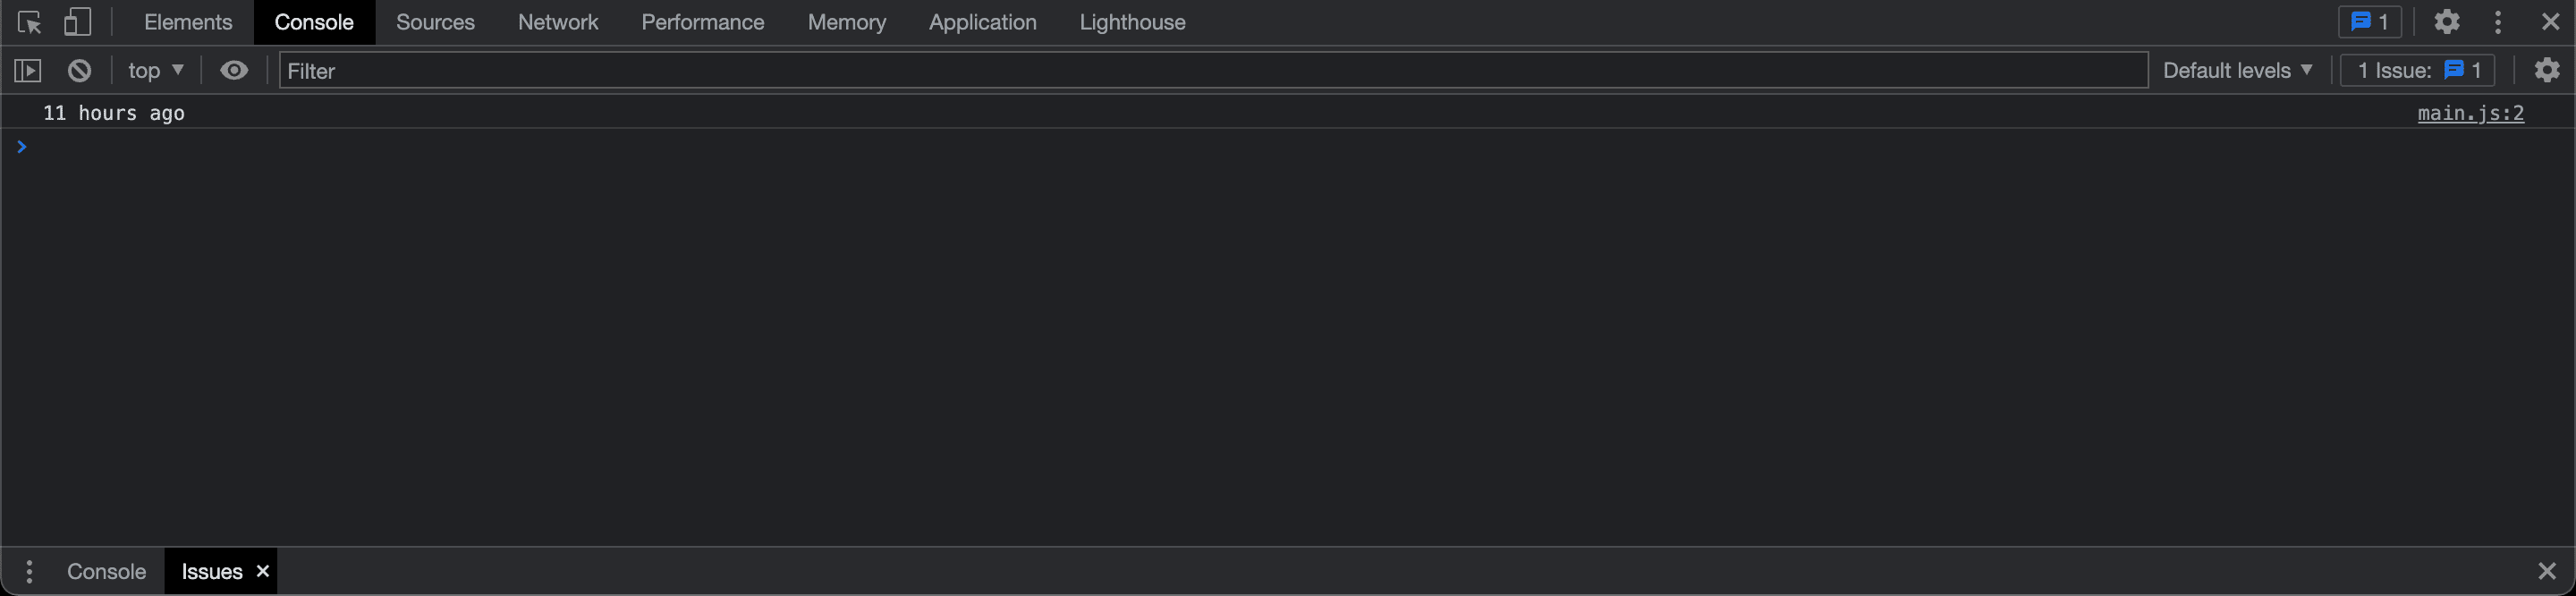 Elements Console Sources Network Performance Memory Application Lighthouse 1
top Filter Default levels 1 Issue: 1
11 hours ago main.js:2
Console Issues